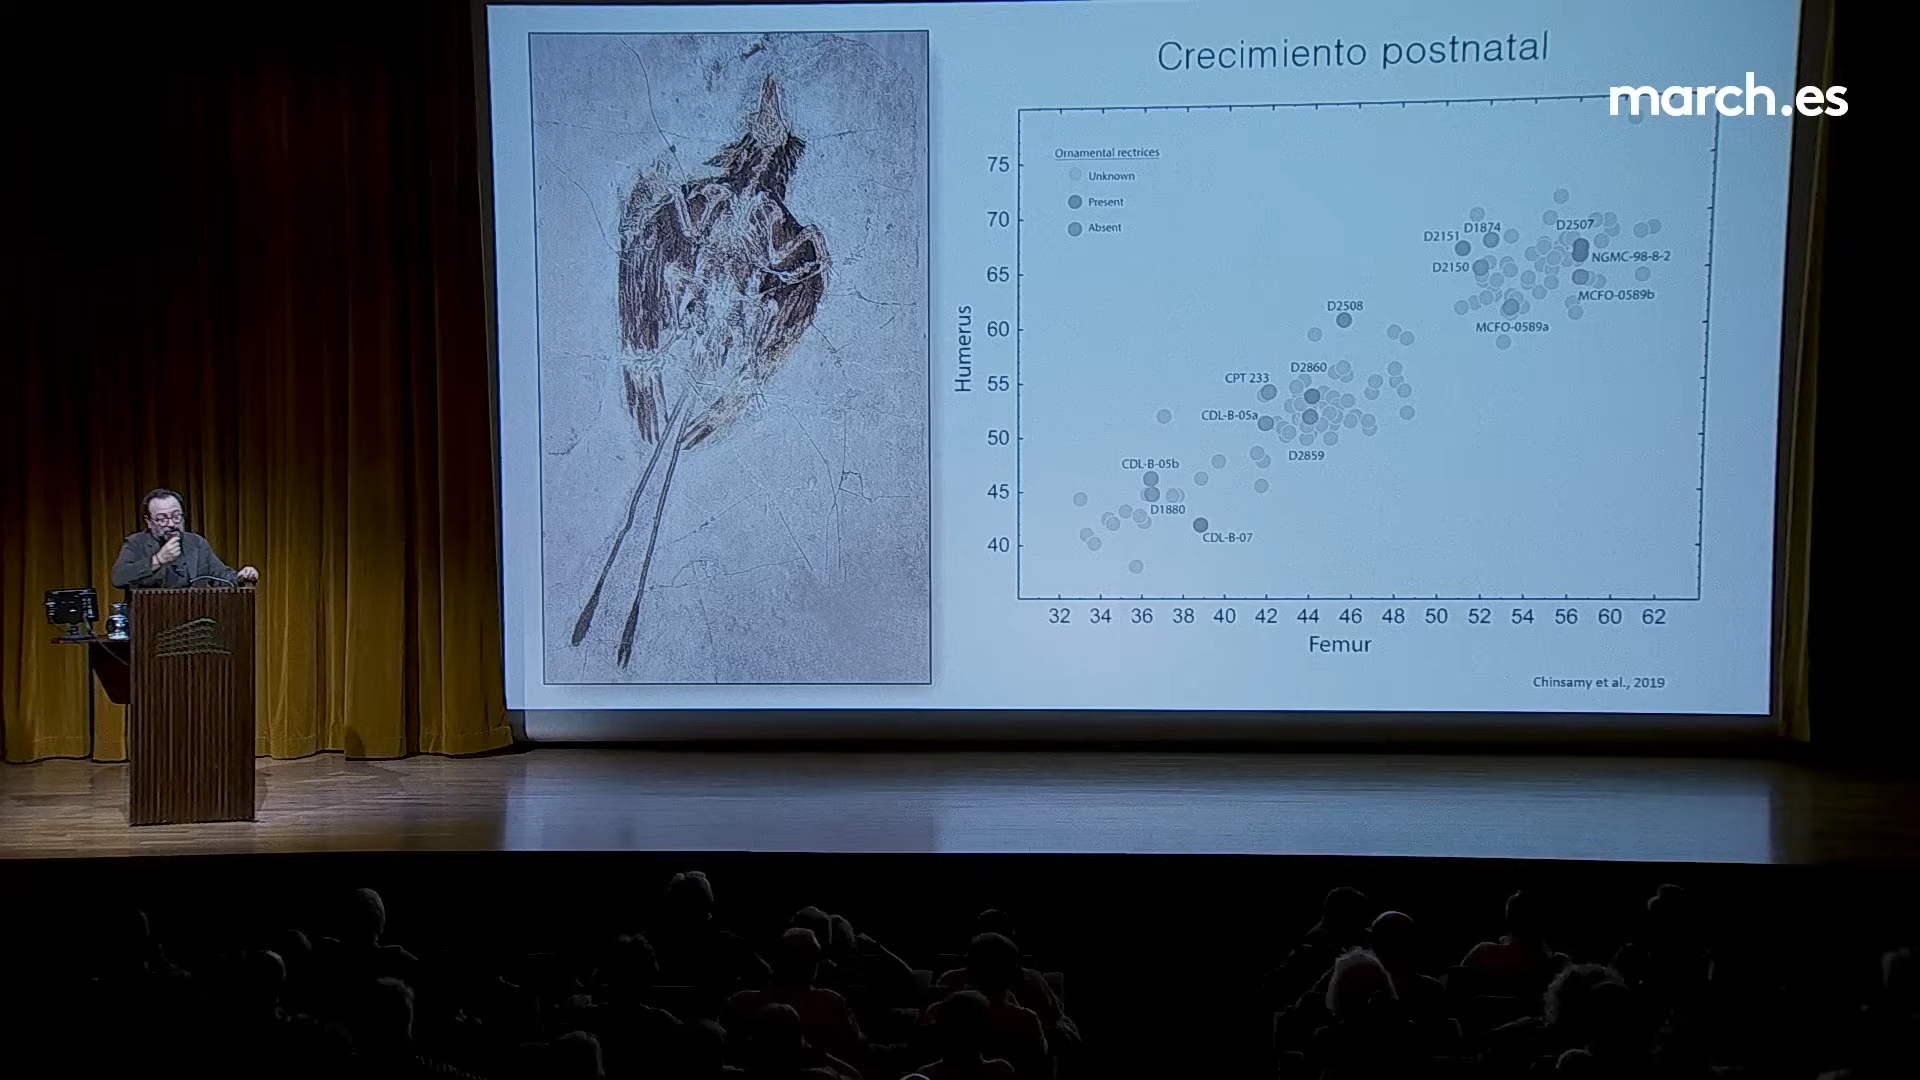 Crecimiento postnatal
march.es
Ornamental rectrices
Unknown
Present
Absent
75
70
65
60
55
50
45
40
Humerus
D2151
D1874
D2507
D2150
NGMC-98-8-2
MCFO-0589b
MCFO-0589a
D2508
D2860
CPT 233
CDL-B-05a
D2859
CDL-B-05b
D1880
CDL-B-07
32 34 36 38 40 42 44 46 48 50 52 54 56 60 62
Femur
Chinsamy et al., 2019